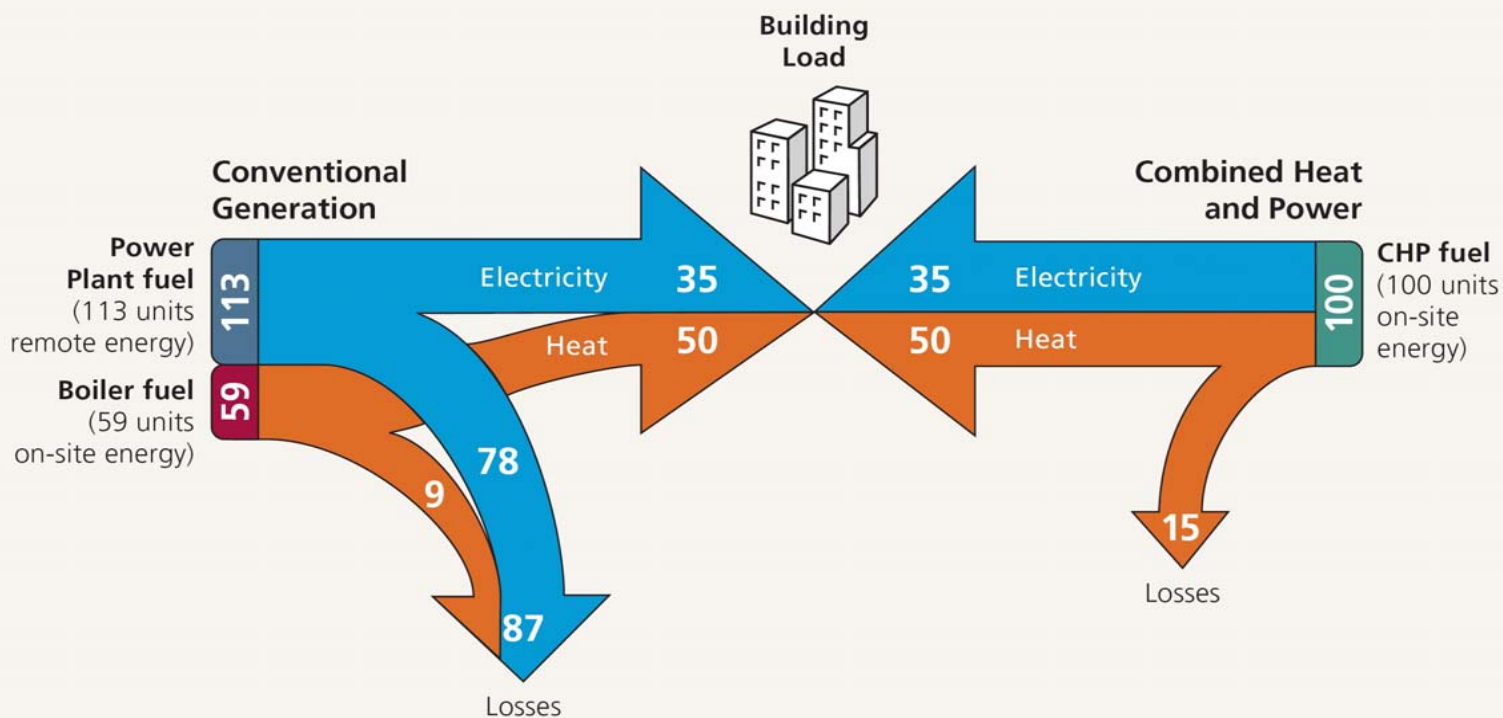 Building
Load
Conventional
Generation
Power
Plant fuel
(113 units
remote energy)
113
Boiler fuel
(59 units
on-site energy)
59
Electricity 35
Heat 50
78
9
87
Losses
Combined Heat
and Power
35 Electricity
50 Heat
100
CHP fuel
(100 units
on-site
energy)
15
Losses